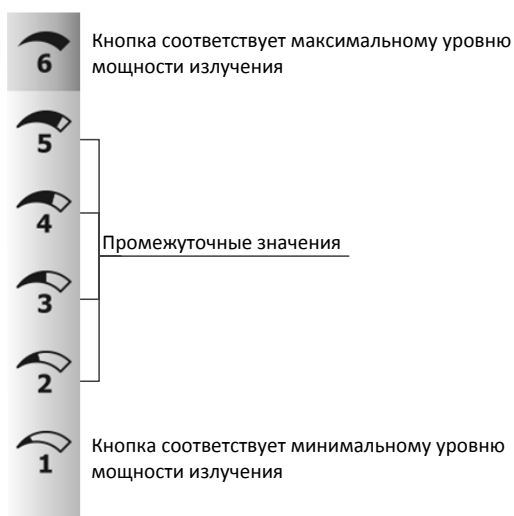 6
Кнопка соответствует максимальному уровню
мощности излучения
5
4
Промежуточные значения
3
2
1
Кнопка соответствует минимальному уровню
мощности излучения